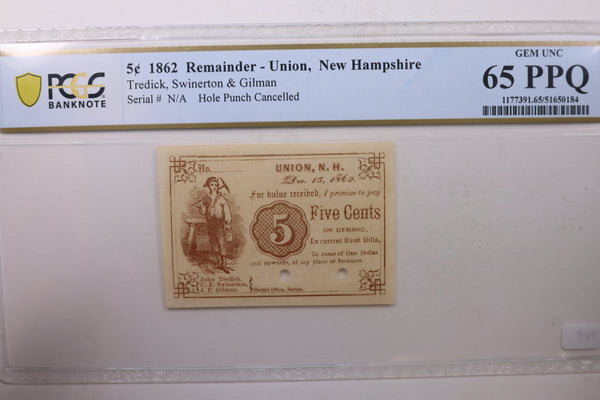 PCGS
BANKNOTE
5¢ 1862 Remainder - Union, New Hampshire
Tredick, Swinerton & Gilman
Serial # N/A Hole Punch Cancelled
GEM UNC
65 PPQ
1177391.65/51650184
No.
UNION, N. H.
Dec. 15, 1862.
For value received, I promise to pay
5
Five Cents
ON DEMAND,
In current Bank Bills,
In sums of One Dollar
and upwards, at my place of business.
John Tredick,
C. E. Swinerton,
G. F. Gilman.
Herald Office, Boston.